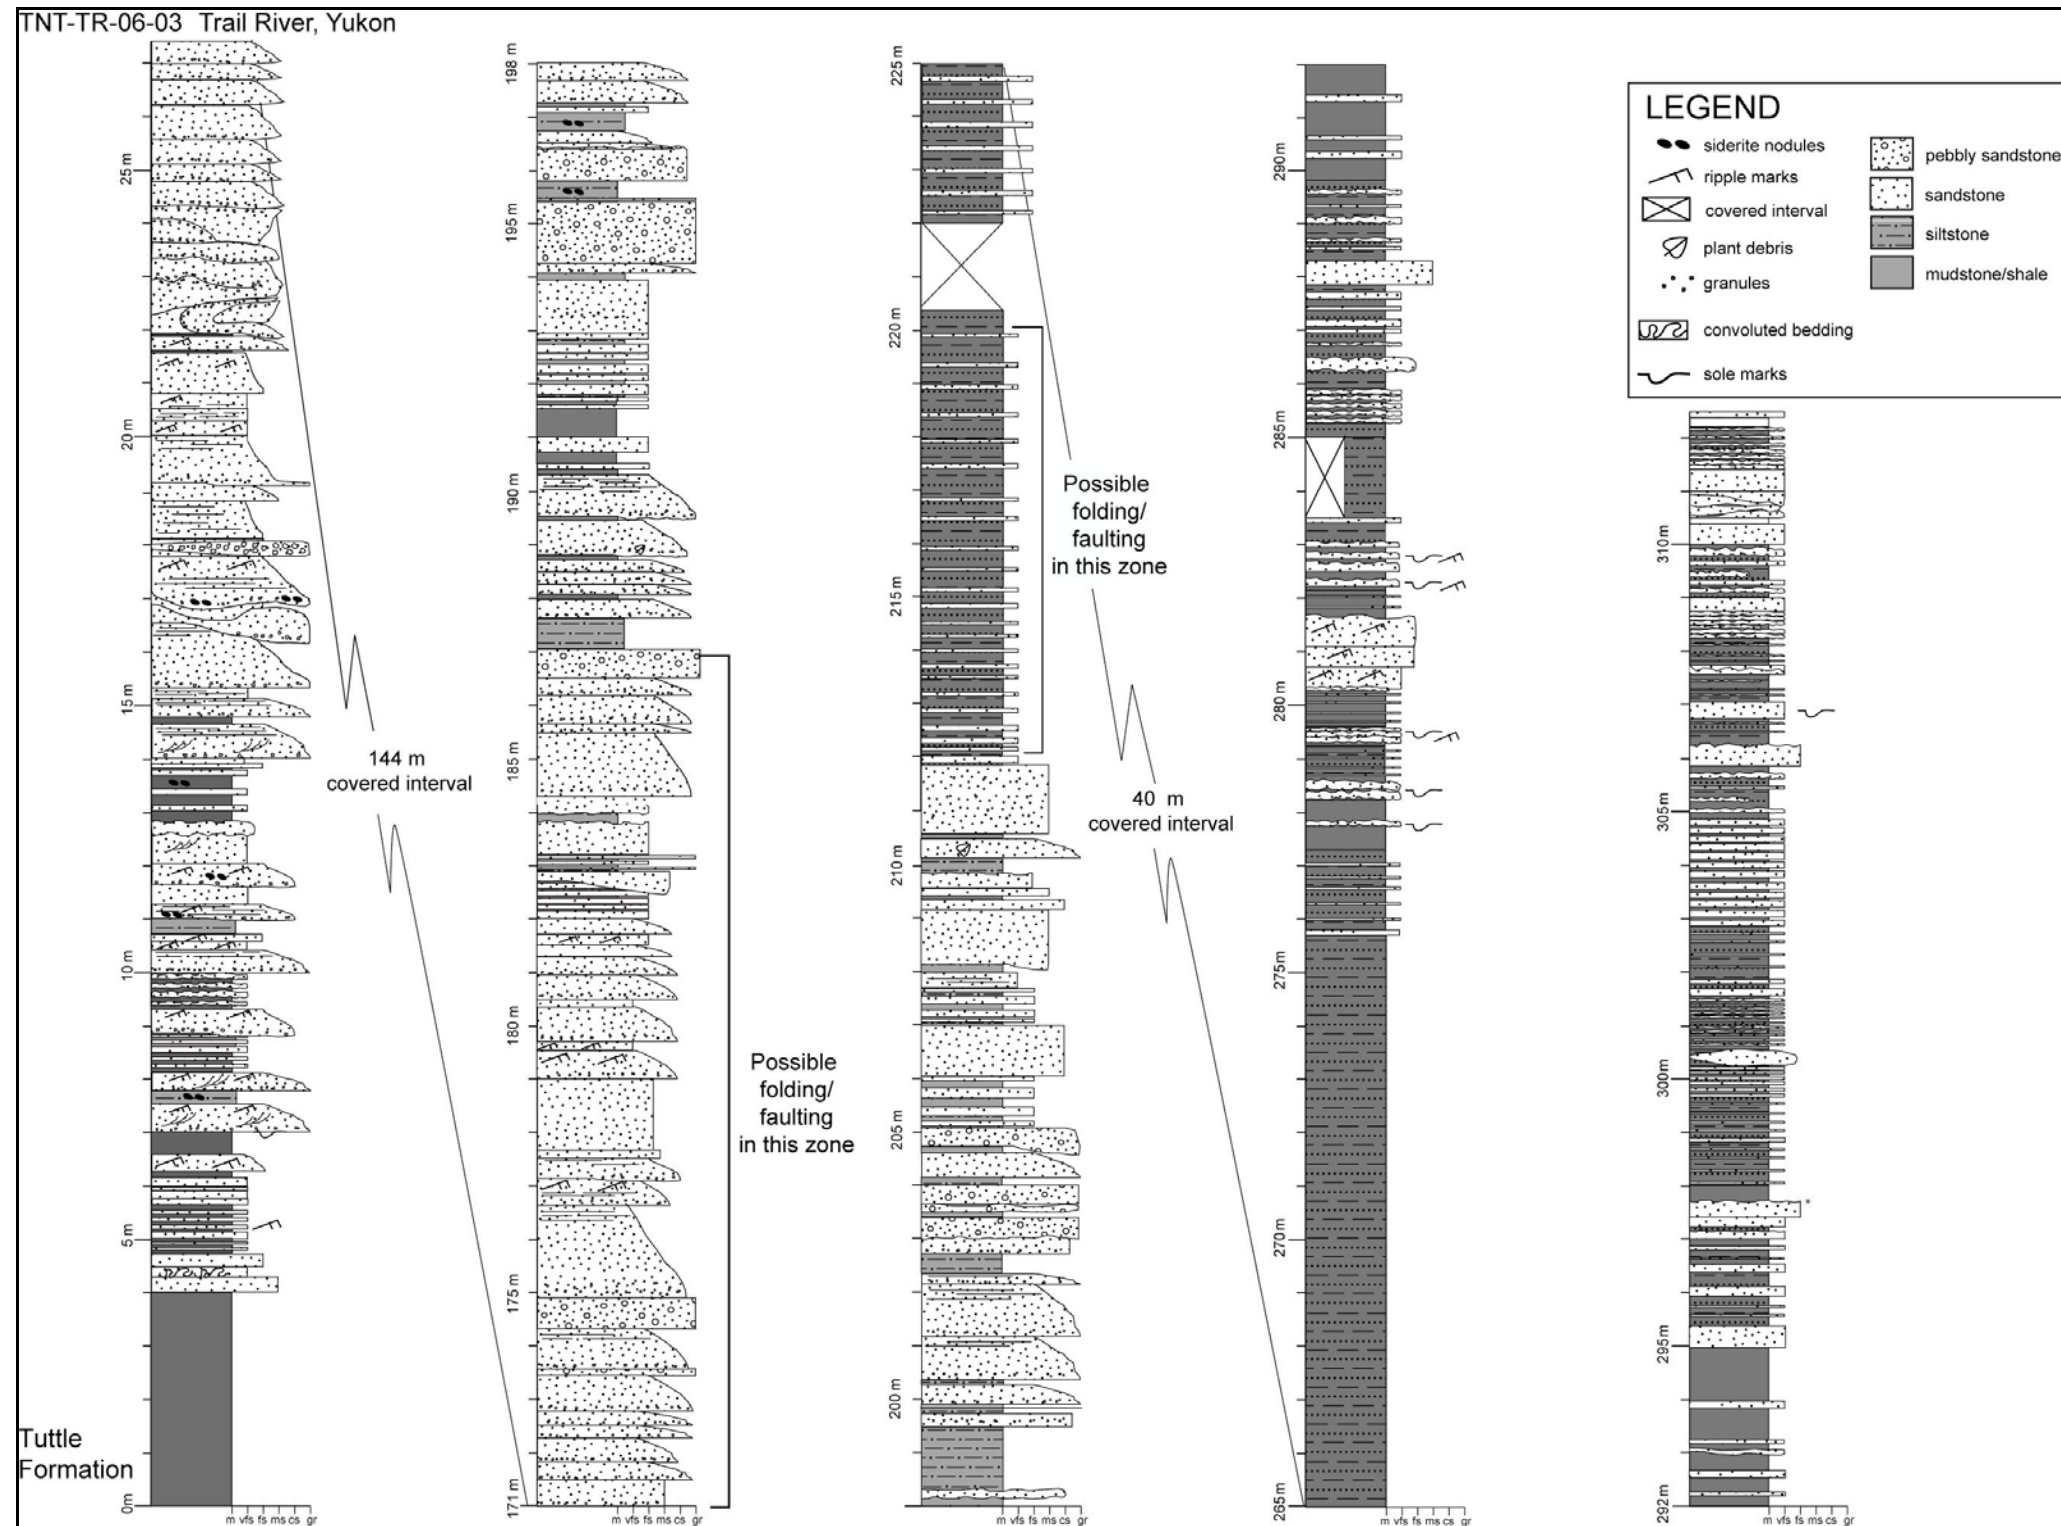 TNT-TR-06-03 Trail River, Yukon
25 m
20 m
15 m
10 m
5 m
0m
Tuttle
Formation
m vfs fs ms cs gr
144 m
covered interval
198 m
195 m
190 m
185 m
180 m
175 m
171 m
m vfs fs ms cs gr
Possible
folding/
faulting
in this zone
225 m
220 m
215 m
210 m
205 m
200 m
m vfs fs ms cs gr
Possible
folding/
faulting
in this zone
40 m
covered interval
290 m
285 m
280 m
275 m
270 m
265 m
m vfs fs ms cs gr
LEGEND
siderite nodules
ripple marks
covered interval
plant debris
granules
convoluted bedding
sole marks
pebbly sandstone
sandstone
siltstone
mudstone/shale
310 m
305 m
300 m
295 m
292 m
m vfs fs ms cs gr